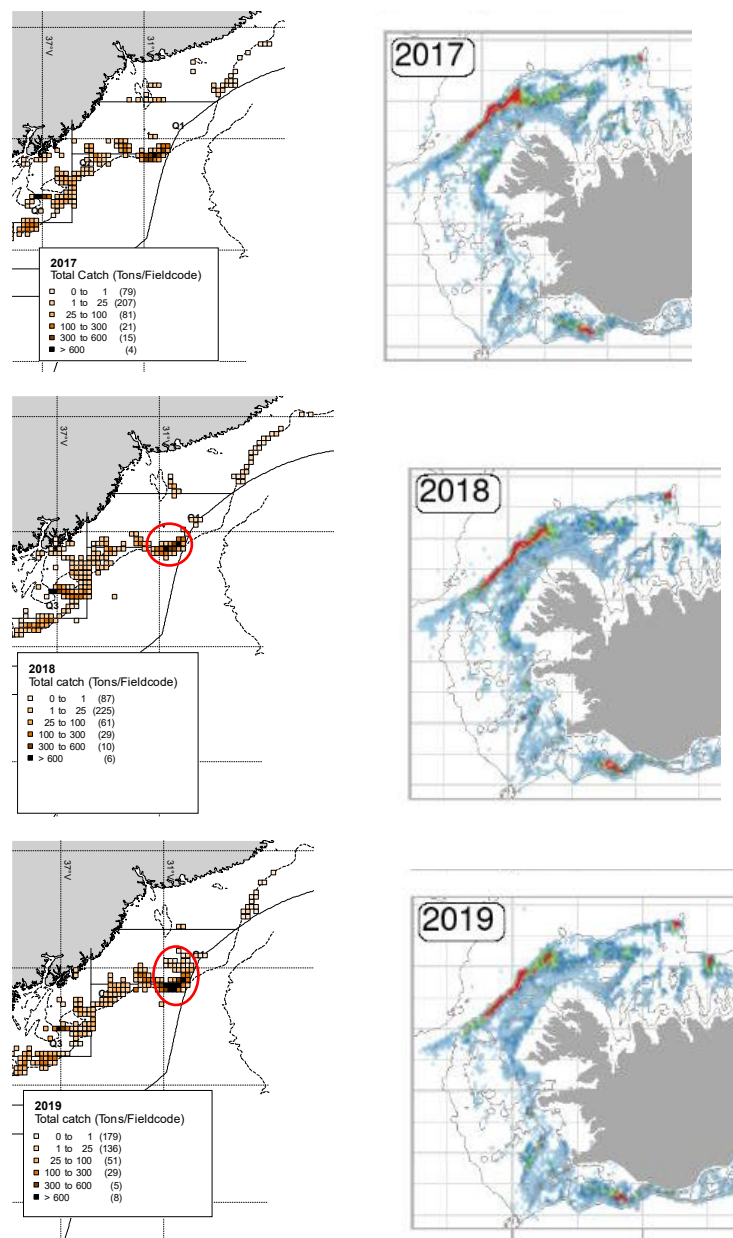 37°V
31°V
Q1
2017
Total Catch (Tons/Fieldcode)
0 to 1 (79)
1 to 25 (207)
25 to 100 (81)
100 to 300 (21)
300 to 600 (15)
> 600 (4)
2017
37°V
31°V
Q3
2018
Total catch (Tons/Fieldcode)
0 to 1 (87)
1 to 25 (225)
25 to 100 (61)
100 to 300 (29)
300 to 600 (10)
> 600 (6)
2018
37°V
31°V
Q3
2019
Total catch (Tons/Fieldcode)
0 to 1 (179)
1 to 25 (136)
25 to 100 (51)
100 to 300 (29)
300 to 600 (5)
> 600 (8)
2019